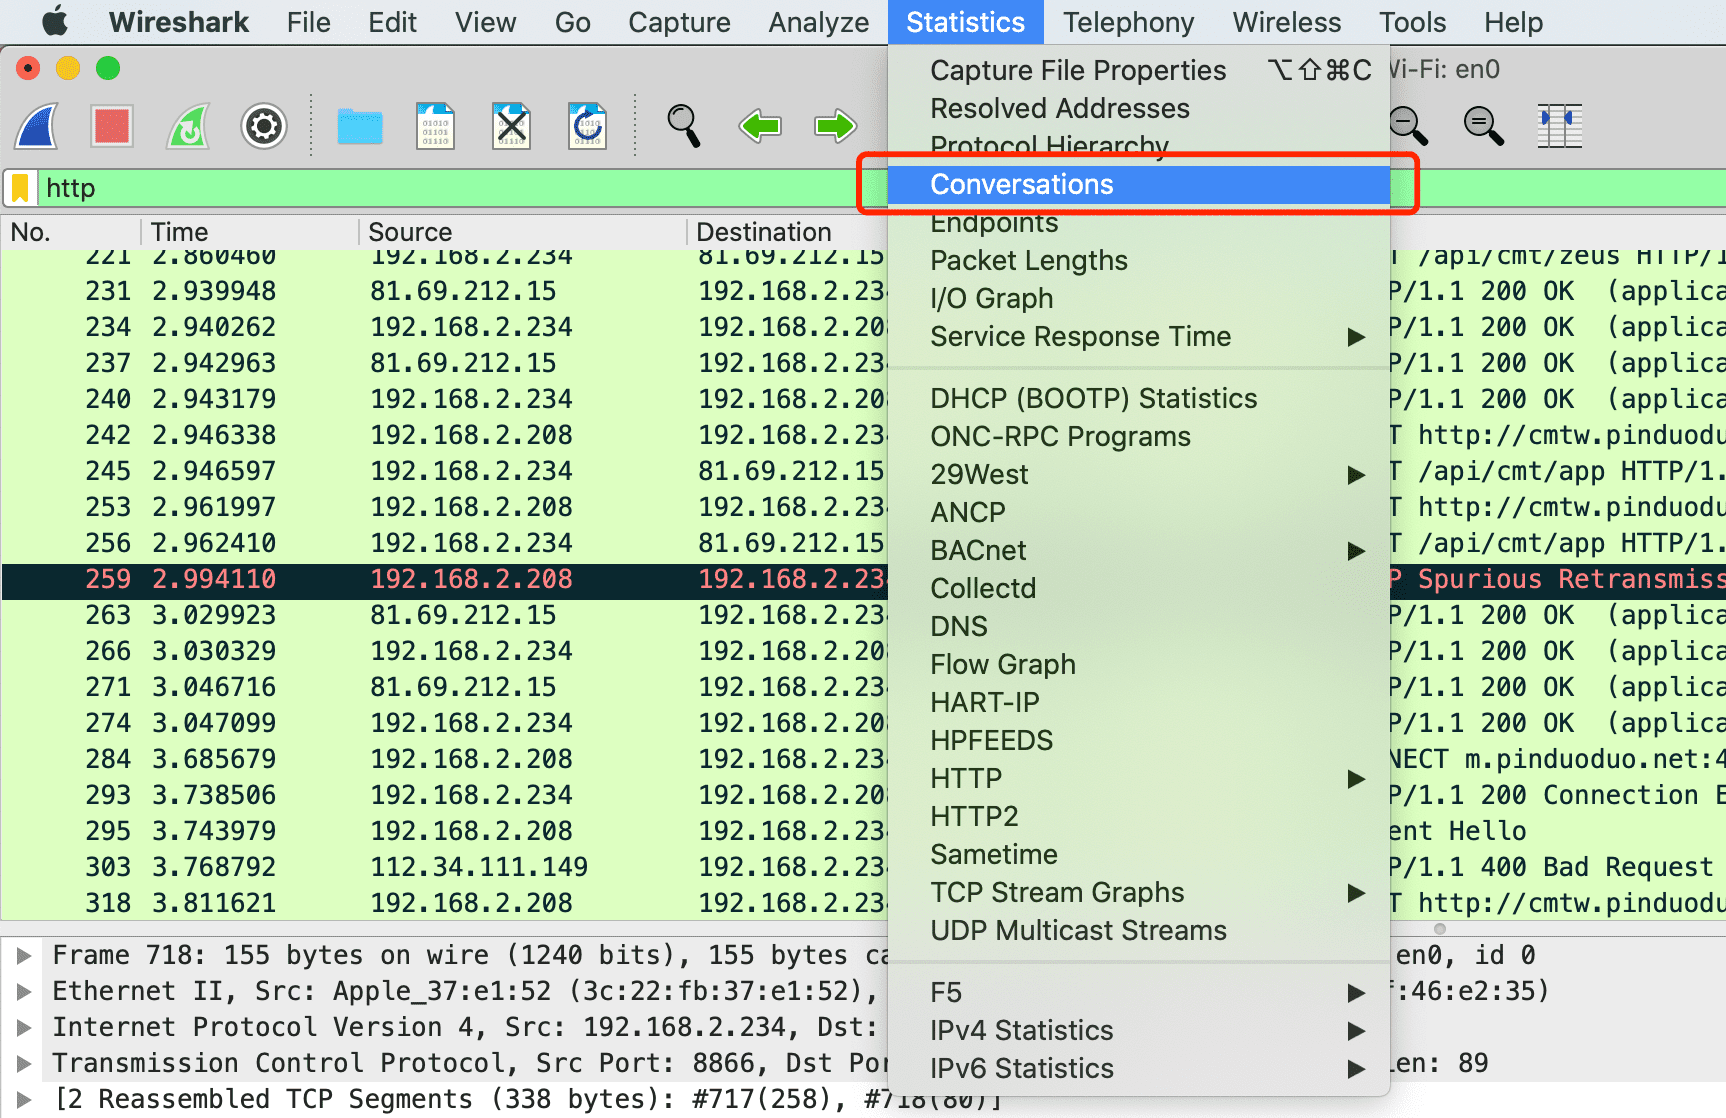 Wireshark File Edit View Go Capture Analyze Statistics Telephony Wireless Tools Help
Wi-Fi: en0
http
No. Time Source Destination
221 2.860460 192.168.2.234 81.69.212.15 T /api/cmt/zeus HTTP/1
231 2.939948 81.69.212.15 192.168.2.234 P/1.1 200 OK (applica
234 2.940262 192.168.2.234 192.168.2.208 P/1.1 200 OK (applica
237 2.942963 81.69.212.15 192.168.2.234 P/1.1 200 OK (applica
240 2.943179 192.168.2.234 192.168.2.208 P/1.1 200 OK (applica
242 2.946338 192.168.2.208 192.168.2.234 T http://cmtw.pinduodu
245 2.946597 192.168.2.234 81.69.212.15 T /api/cmt/app HTTP/1.
253 2.961997 192.168.2.208 192.168.2.234 T http://cmtw.pinduodu
256 2.962410 192.168.2.234 81.69.212.15 T /api/cmt/app HTTP/1.
259 2.994110 192.168.2.208 192.168.2.234 P Spurious Retransmiss
263 3.029923 81.69.212.15 192.168.2.234 P/1.1 200 OK (applica
266 3.030329 192.168.2.234 192.168.2.208 P/1.1 200 OK (applica
271 3.046716 81.69.212.15 192.168.2.234 P/1.1 200 OK (applica
274 3.047099 192.168.2.234 192.168.2.208 P/1.1 200 OK (applica
284 3.685679 192.168.2.208 192.168.2.234 NECT m.pinduoduo.net:4
293 3.738506 192.168.2.234 192.168.2.208 P/1.1 200 Connection E
295 3.743979 192.168.2.208 192.168.2.234 ent Hello
303 3.768792 112.34.111.149 192.168.2.234 P/1.1 400 Bad Request
318 3.811621 192.168.2.208 192.168.2.234 T http://cmtw.pinduodu
Frame 718: 155 bytes on wire (1240 bits), 155 bytes ca en0, id 0
Ethernet II, Src: Apple_37:e1:52 (3c:22:fb:37:e1:52), f:46:e2:35)
Internet Protocol Version 4, Src: 192.168.2.234, Dst:
Transmission Control Protocol, Src Port: 8866, Dst Por Len: 89
[2 Reassembled TCP Segments (338 bytes): #717(258), #718(80)]
Capture File Properties ⌥⇧⌘C
Resolved Addresses
Protocol Hierarchy
Conversations
Endpoints
Packet Lengths
I/O Graph
Service Response Time
DHCP (BOOTP) Statistics
ONC-RPC Programs
29West
ANCP
BACnet
Collectd
DNS
Flow Graph
HART-IP
HPFEEDS
HTTP
HTTP2
Sametime
TCP Stream Graphs
UDP Multicast Streams
F5
IPv4 Statistics
IPv6 Statistics